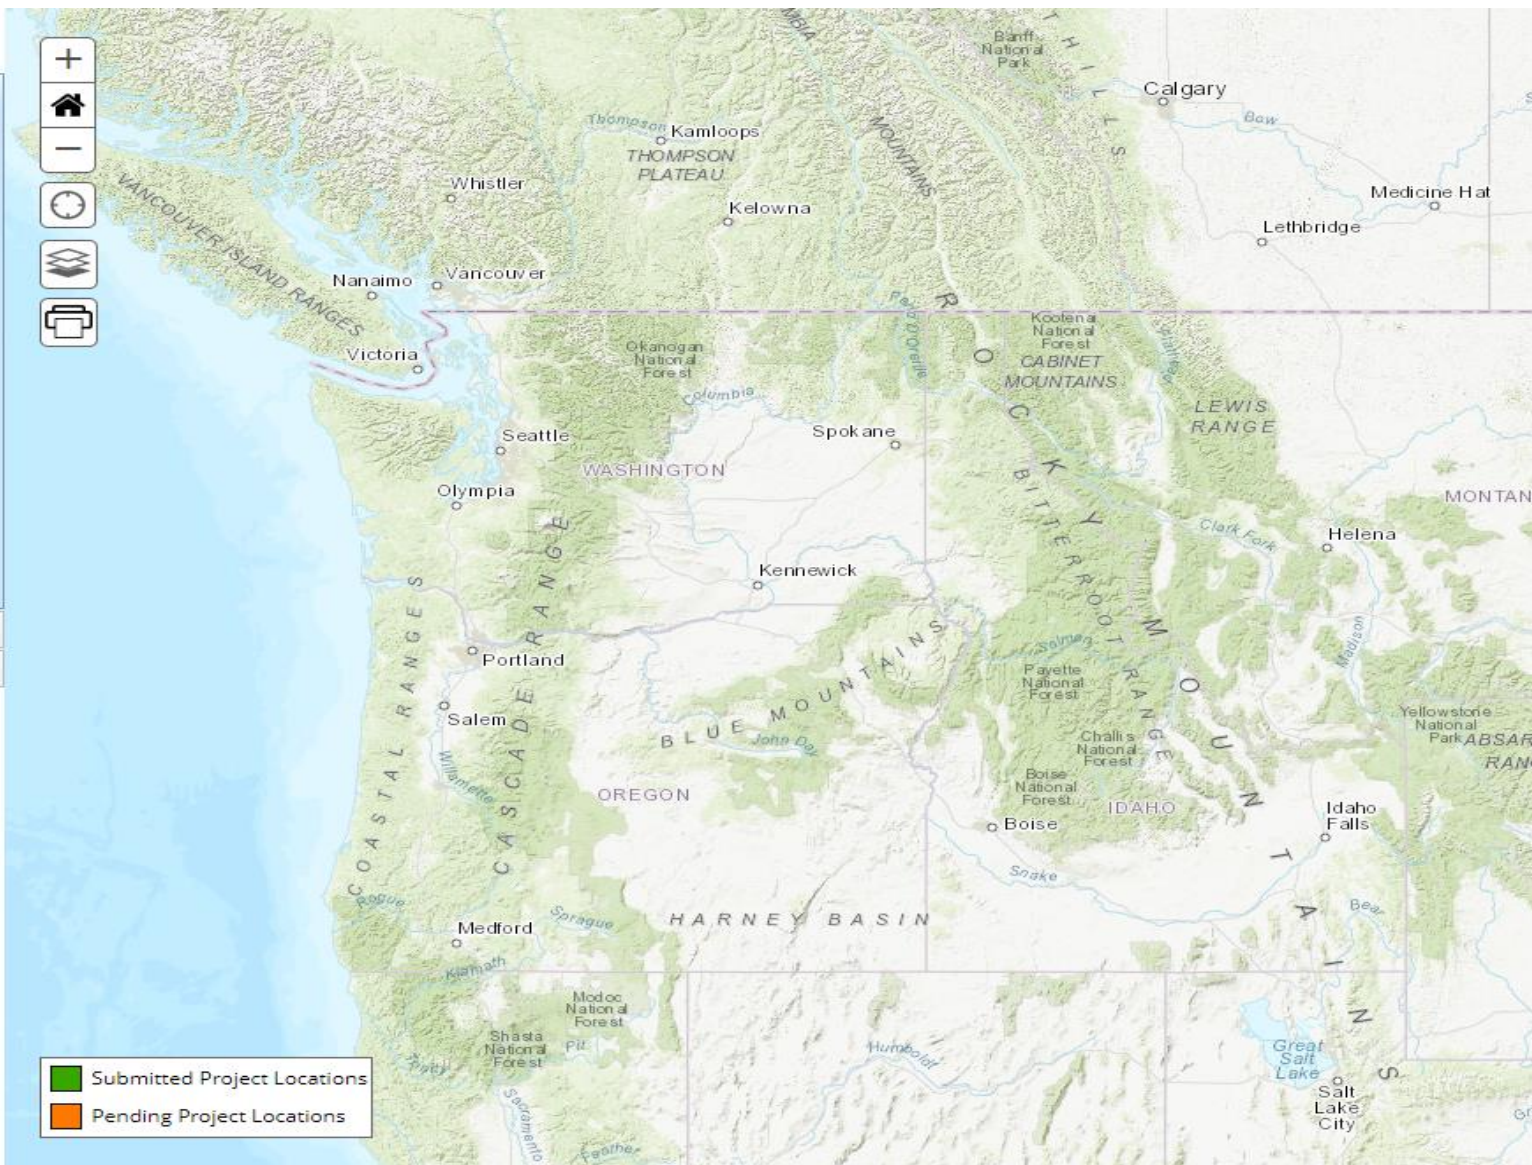 MBIA
Banff
National
Park
THILLS
Calgary
Bow
Thompson
Kamloops
THOMPSON
PLATEAU
MOUNTAINS
Whistler
Medicine Hat
Kelowna
VANCOUVER ISLAND RANGES
Lethbridge
Nanaimo
Vancouver
Pend Oreille
ROCKY MOUNTAINS
Kootenai
National
Forest
Okanogan
National
Forest
Victoria
Flathead
CABINET
MOUNTAINS
Columbia
LEWIS
RANGE
Seattle
Spokane
WASHINGTON
Olympia
BITTERROOT RANGE
MONTAN
Clark Fork
Helena
CASCADE RANGE
Kennewick
COASTAL RANGES
Madison
Salmon
Portland
Payette
National
Forest
BLUE MOUNTAINS
Salem
John Day
Yellowstone
National
Park
ABSAR
RAN
Challis
National
Forest
Willamette
Boise
National
Forest
OREGON
IDAHO
Idaho
Falls
Boise
Snake
Rogue
Bear
Sprague
HARNEY BASIN
Medford
Klamath
Modoc
National
Forest
Shasta
National
Forest
Pit
Humboldt
Great
Salt
Lake
Trinity
Submitted Project Locations
Salt
Lake
City
Pending Project Locations
Sacramento
Gr
Feather